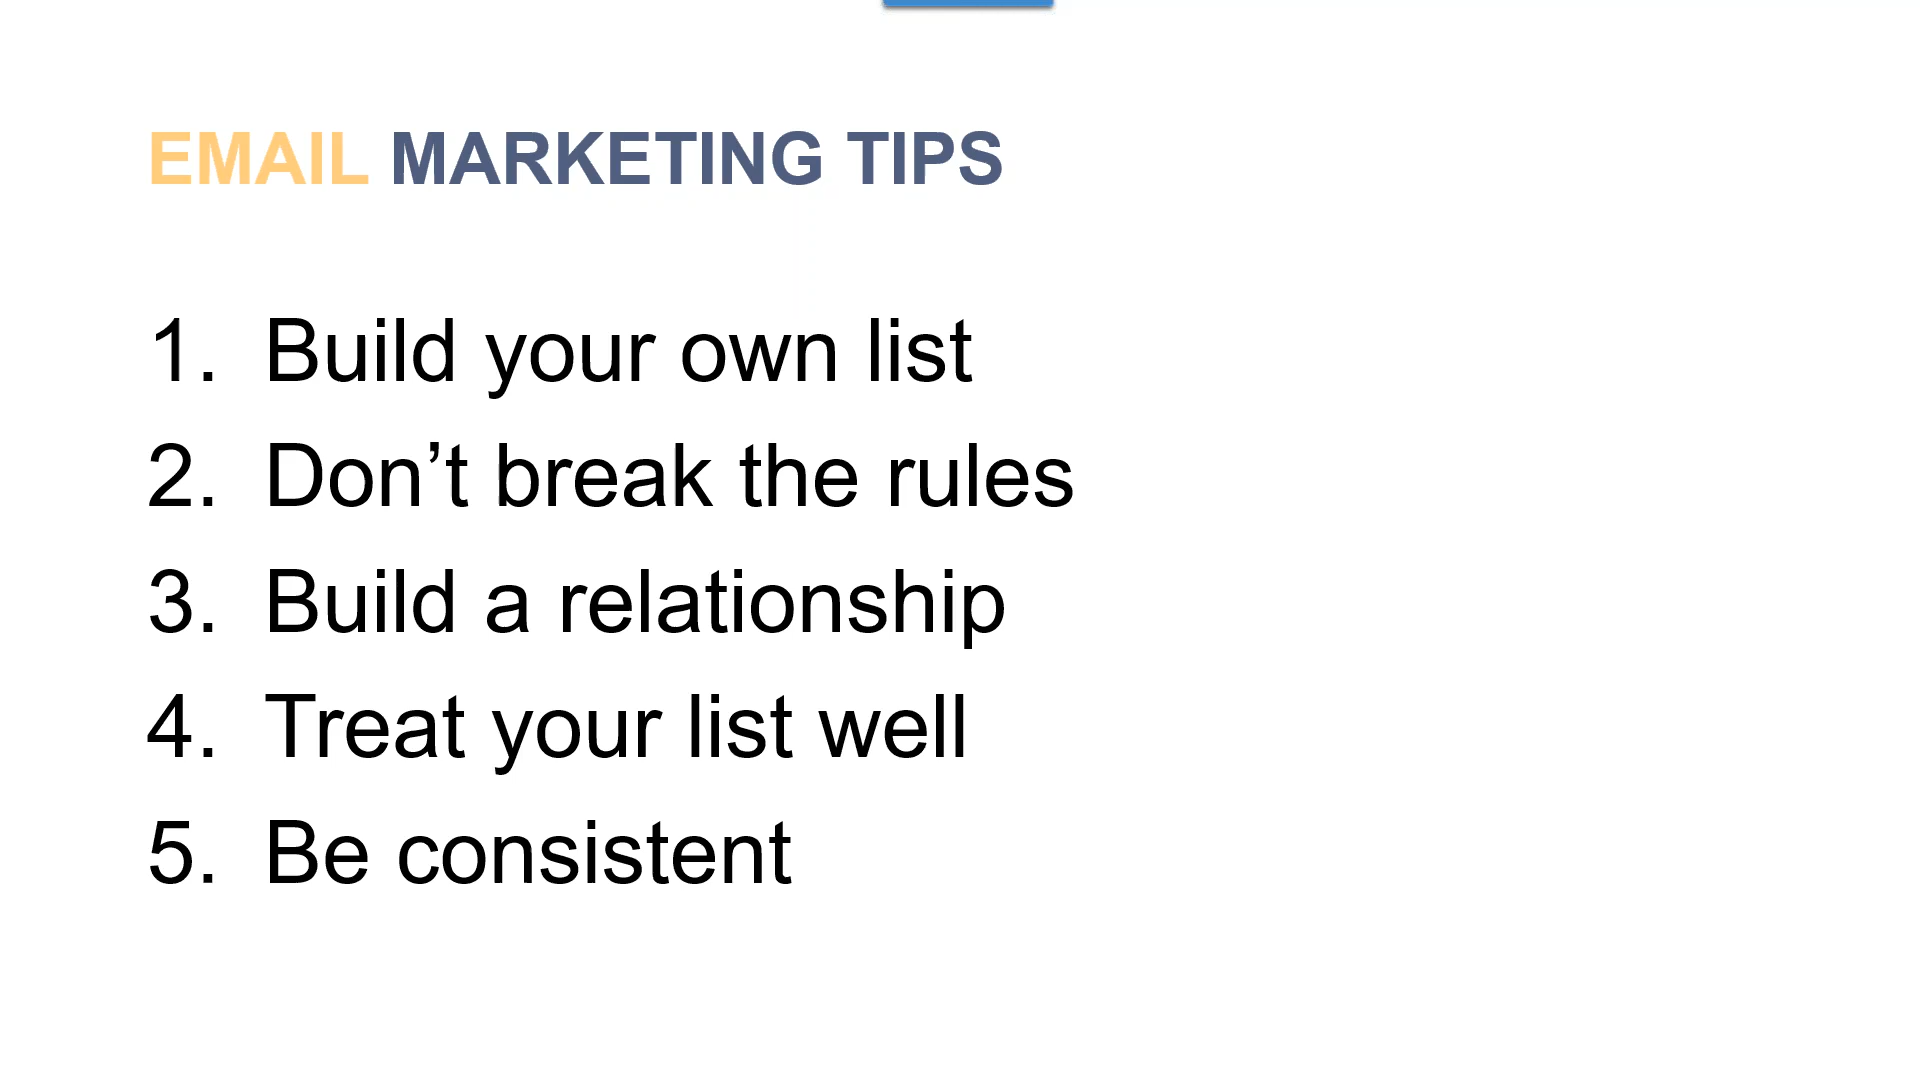 EMAIL MARKETING TIPS
1. Build your own list
2. Don’t break the rules
3. Build a relationship
4. Treat your list well
5. Be consistent